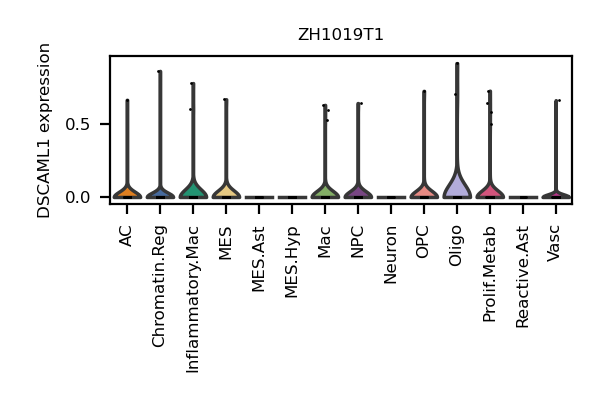 ZH1019T1
DSCAML1 expression
0.5
0.0
AC
Chromatin.Reg
Inflammatory.Mac
MES
MES.Ast
MES.Hyp
Mac
NPC
Neuron
OPC
Oligo
Prolif.Metab
Reactive.Ast
Vasc